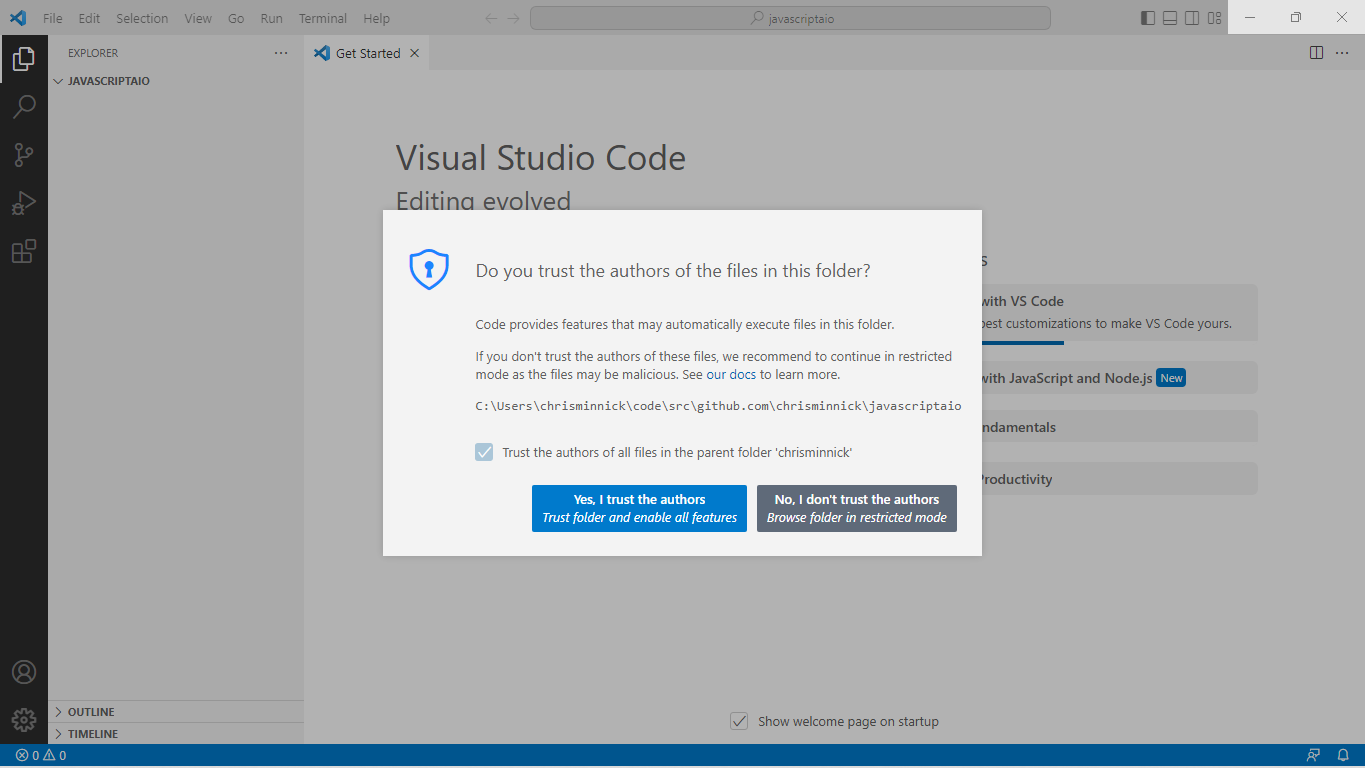 File Edit Selection View Go Run Terminal Help
javascriptaio
EXPLORER
Get Started
JAVASCRIPTAIO
Visual Studio Code
Editing evolved
s
with VS Code
best customizations to make VS Code yours.
with JavaScript and Node.js New
ndamentals
Productivity
Do you trust the authors of the files in this folder?
Code provides features that may automatically execute files in this folder.
If you don't trust the authors of these files, we recommend to continue in restricted
mode as the files may be malicious. See our docs to learn more.
C:\Users\chrisminnick\code\src\github.com\chrisminnick\javascriptaio
Trust the authors of all files in the parent folder 'chrisminnick'
Yes, I trust the authors
Trust folder and enable all features
No, I don't trust the authors
Browse folder in restricted mode
OUTLINE
TIMELINE
Show welcome page on startup
0 0